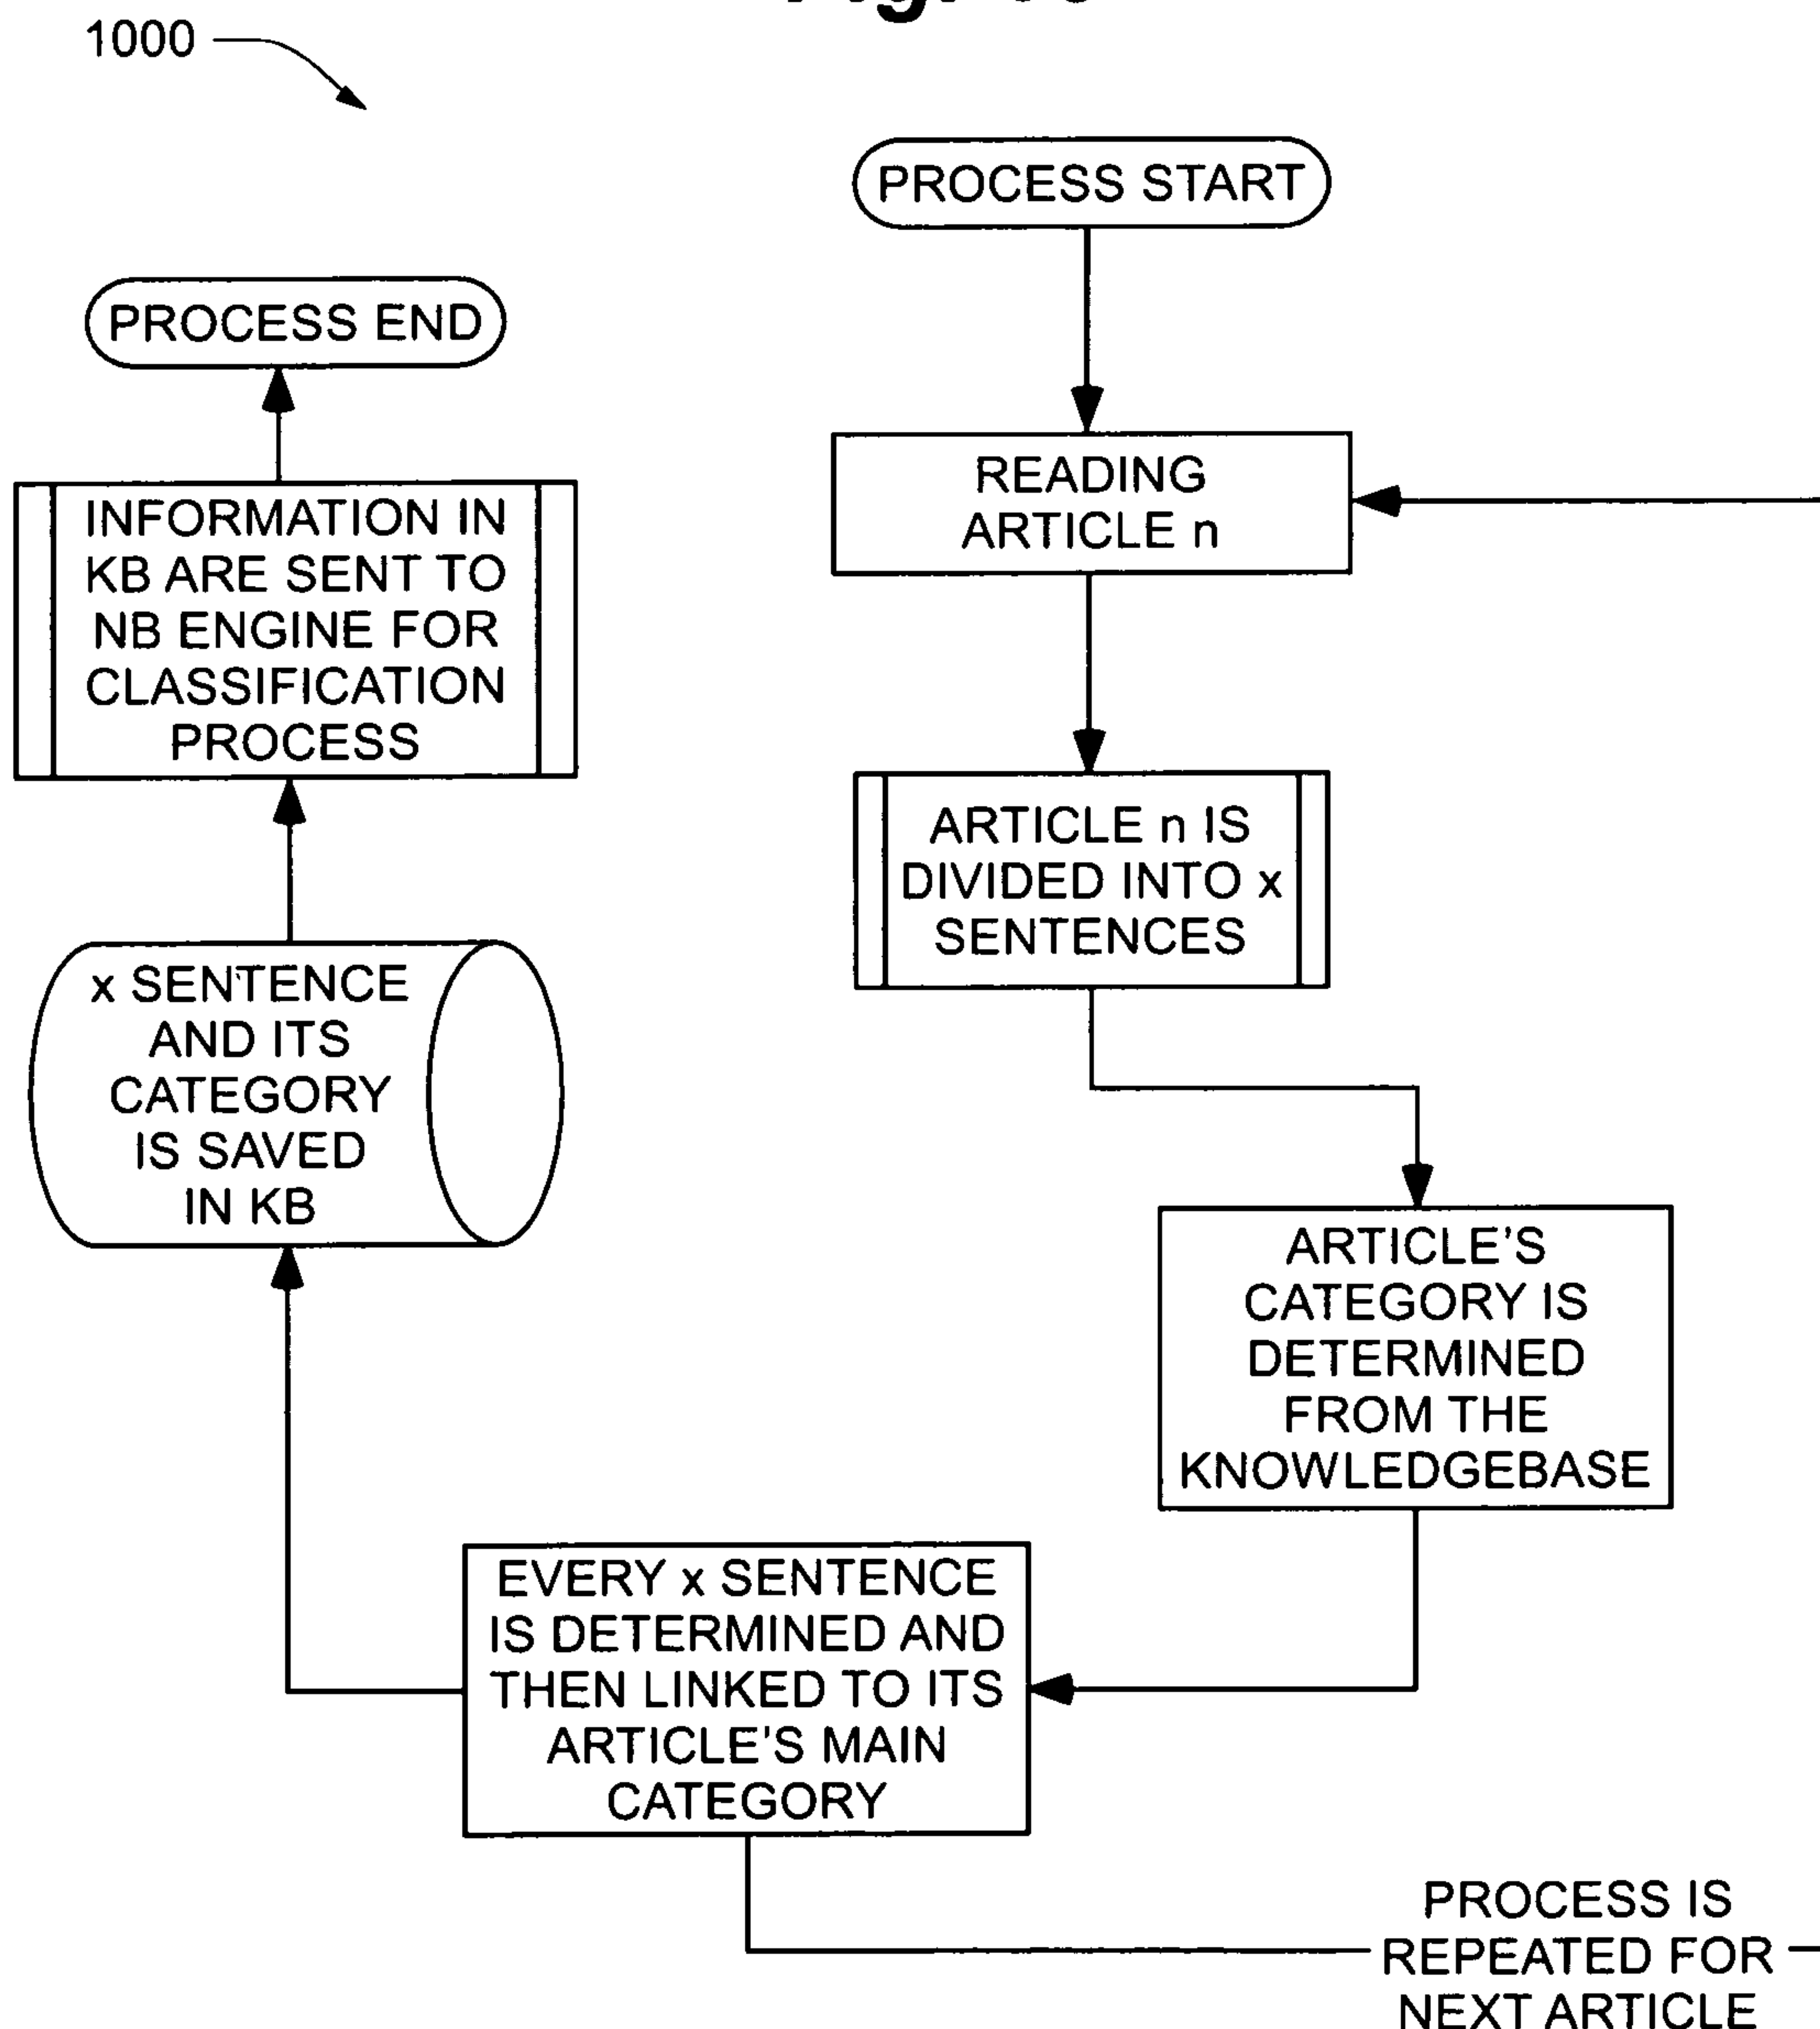 1000
PROCESS START
READING
ARTICLE n
ARTICLE n IS
DIVIDED INTO x
SENTENCES
ARTICLE'S
CATEGORY IS
DETERMINED
FROM THE
KNOWLEDGEBASE
EVERY x SENTENCE
IS DETERMINED AND
THEN LINKED TO ITS
ARTICLE'S MAIN
CATEGORY
PROCESS IS
REPEATED FOR
NEXT ARTICLE
x SENTENCE
AND ITS
CATEGORY
IS SAVED
IN KB
INFORMATION IN
KB ARE SENT TO
NB ENGINE FOR
CLASSIFICATION
PROCESS
PROCESS END